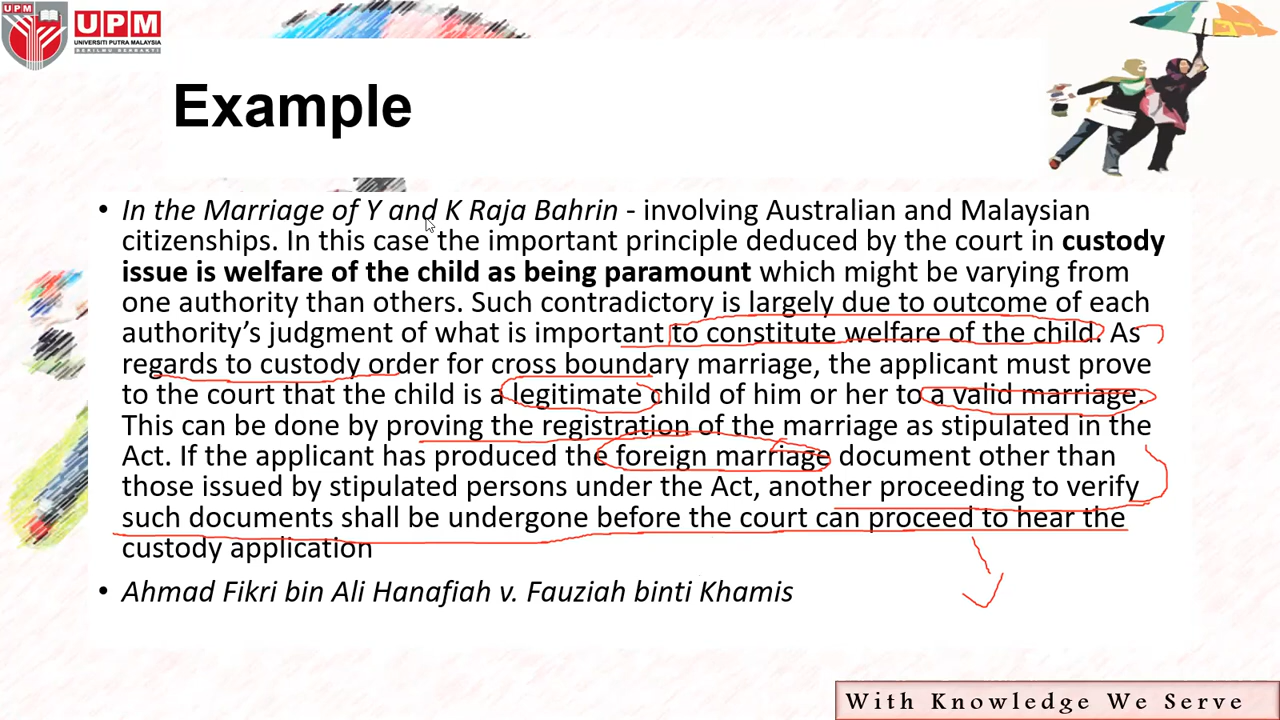 UPM
UPM
UNIVERSITI PUTRA MALAYSIA
BERILMU BERBAKTI
Example
• In the Marriage of Y and K Raja Bahrin - involving Australian and Malaysian
citizenships. In this case the important principle deduced by the court in custody
issue is welfare of the child as being paramount which might be varying from
one authority than others. Such contradictory is largely due to outcome of each
authority’s judgment of what is important to constitute welfare of the child. As
regards to custody order for cross boundary marriage, the applicant must prove
to the court that the child is a legitimate child of him or her to a valid marriage.
This can be done by proving the registration of the marriage as stipulated in the
Act. If the applicant has produced the foreign marriage document other than
those issued by stipulated persons under the Act, another proceeding to verify
such documents shall be undergone before the court can proceed to hear the
custody application
• Ahmad Fikri bin Ali Hanafiah v. Fauziah binti Khamis
With Knowledge We Serve